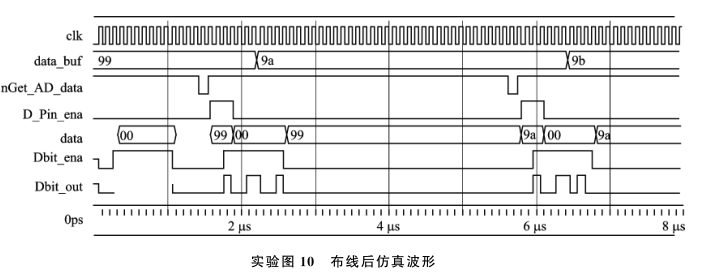 clk
data_buf 99 9a 9b
nGet_AD_data
D_Pin_ena
data 00 99 00 99 9a 00 9a
Dbit_ena
Dbit_out
0ps 2 μs 4 μs 6 μs 8 μs
实验图 10 布线后仿真波形